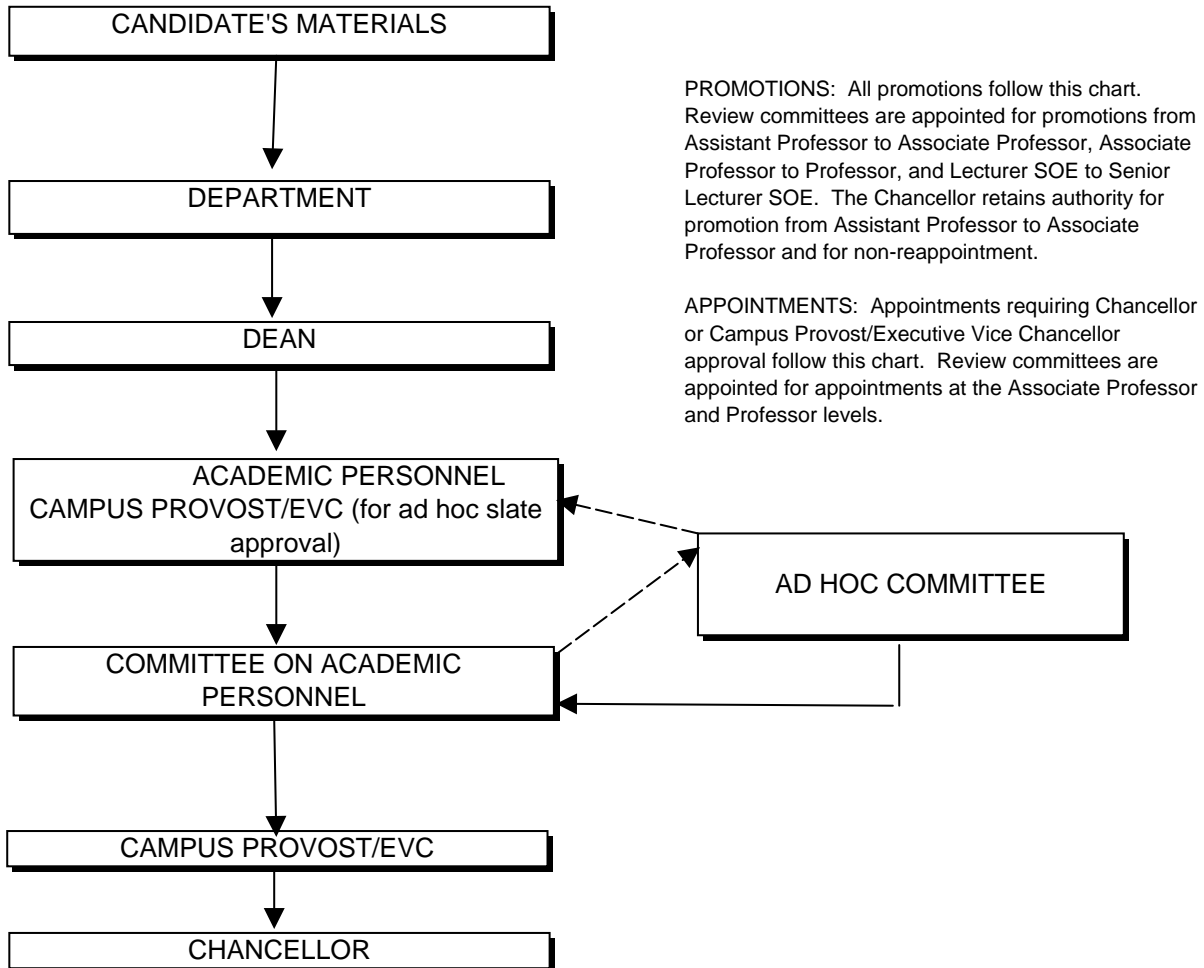 CANDIDATE'S MATERIALS
PROMOTIONS: All promotions follow this chart.
Review committees are appointed for promotions from
Assistant Professor to Associate Professor, Associate
Professor to Professor, and Lecturer SOE to Senior
Lecturer SOE. The Chancellor retains authority for
promotion from Assistant Professor to Associate
Professor and for non-reappointment.
DEPARTMENT
APPOINTMENTS: Appointments requiring Chancellor
or Campus Provost/Executive Vice Chancellor
approval follow this chart. Review committees are
appointed for appointments at the Associate Professor
and Professor levels.
DEAN
ACADEMIC PERSONNEL
CAMPUS PROVOST/EVC (for ad hoc slate
approval)
AD HOC COMMITTEE
COMMITTEE ON ACADEMIC
PERSONNEL
CAMPUS PROVOST/EVC
CHANCELLOR